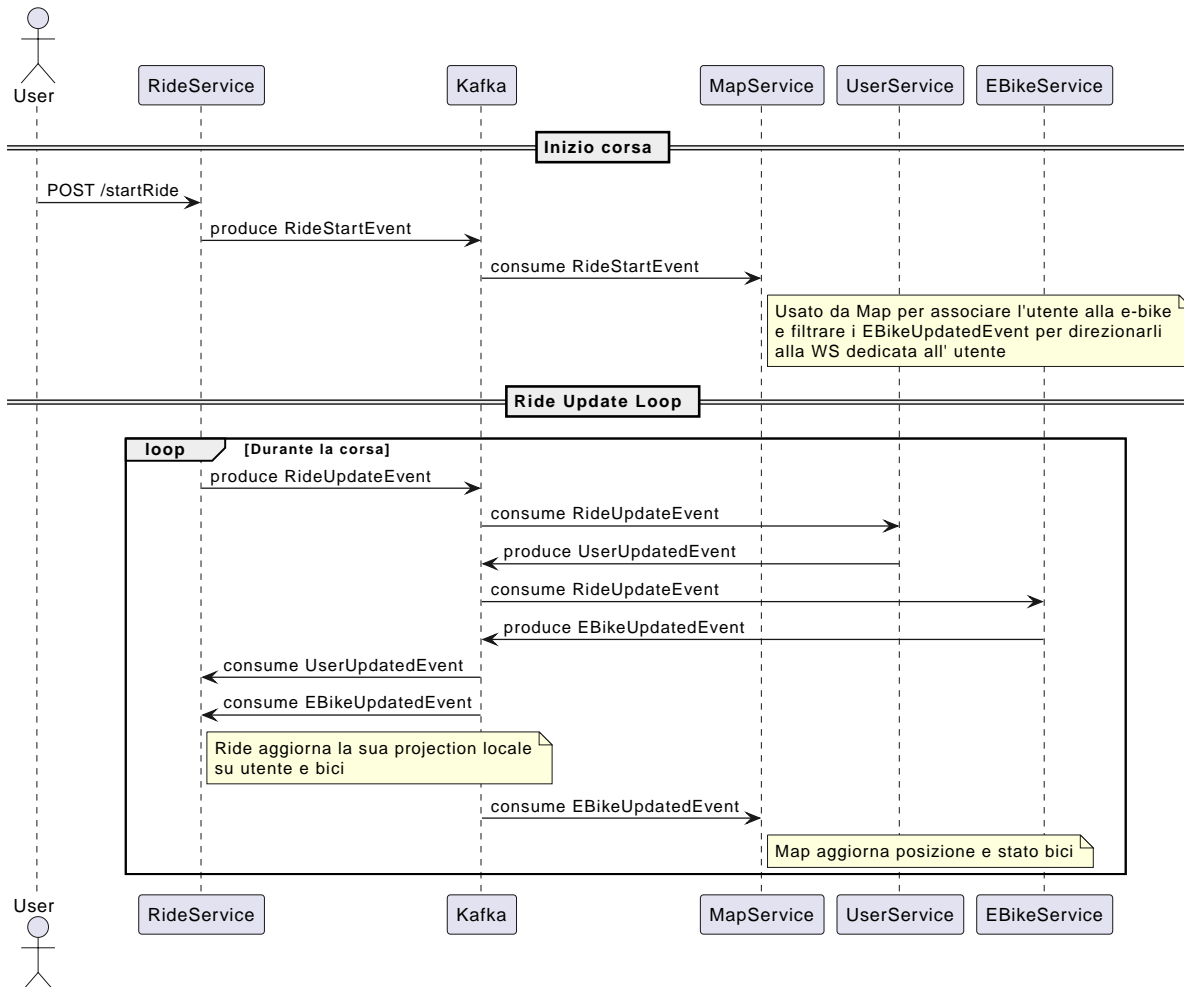 User
RideService
Kafka
MapService
UserService
EBikeService
Inizio corsa
POST /startRide
produce RideStartEvent
consume RideStartEvent
Usato da Map per associare l'utente alla e-bike
e filtrare i EBikeUpdatedEvent per direzionarli
alla WS dedicata all' utente
Ride Update Loop
loop
[Durante la corsa]
produce RideUpdateEvent
consume RideUpdateEvent
produce UserUpdatedEvent
consume RideUpdateEvent
produce EBikeUpdatedEvent
consume UserUpdatedEvent
consume EBikeUpdatedEvent
Ride aggiorna la sua projection locale
su utente e bici
consume EBikeUpdatedEvent
Map aggiorna posizione e stato bici
User
RideService
Kafka
MapService
UserService
EBikeService